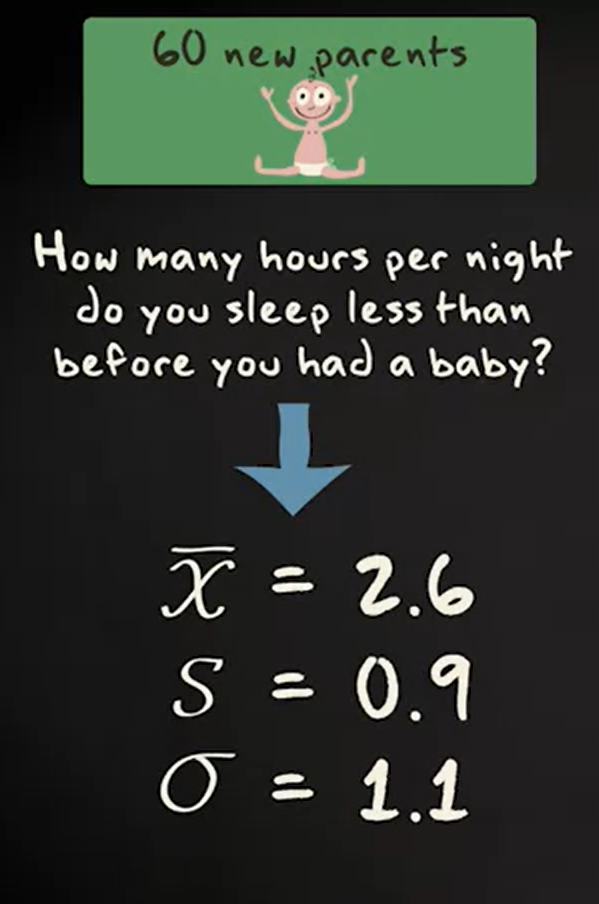 60 new parents
How many hours per night
do you sleep less than
before you had a baby?
x̄ = 2.6
S = 0.9
σ = 1.1